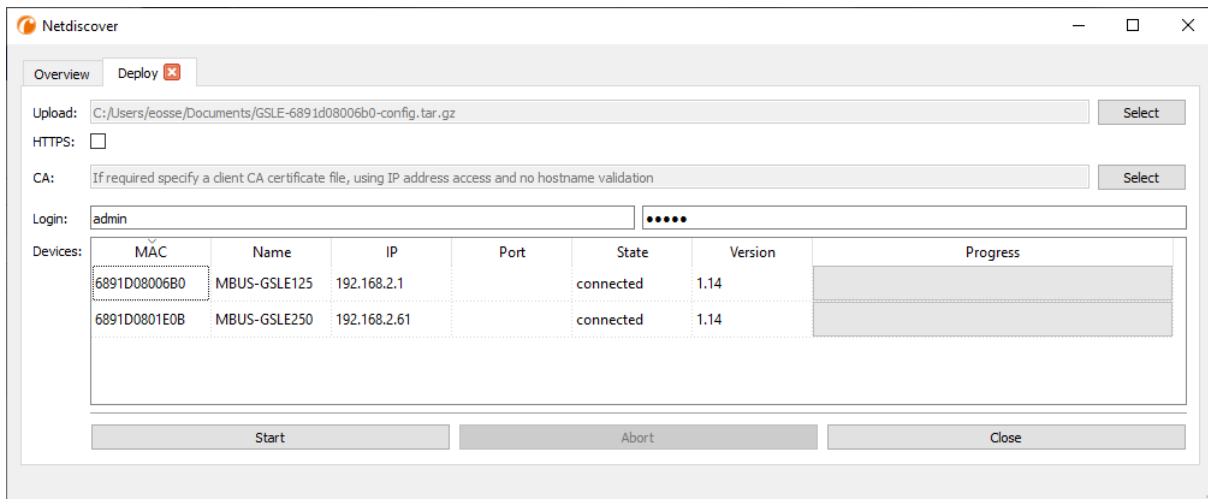 Netdiscover
Overview Deploy
Upload: C:/Users/eosse/Documents/GSLE-6891d08006b0-config.tar.gz Select
HTTPS:
CA: If required specify a client CA certificate file, using IP address access and no hostname validation Select
Login: admin •••••
Devices: MAC Name IP Port State Version Progress
6891D08006B0 MBUS-GSLE125 192.168.2.1 connected 1.14
6891D0801E0B MBUS-GSLE250 192.168.2.61 connected 1.14
Start Abort Close